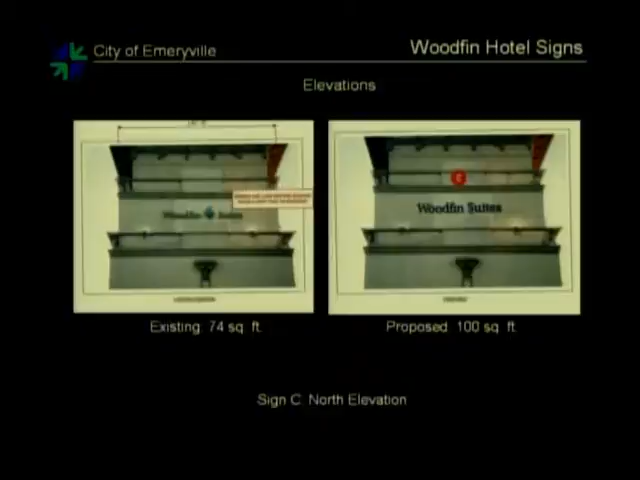 City of Emeryville
Woodfin Hotel Signs
Elevations
Woodfin Suites
Woodfin Suites
Existing: 74 sq. ft.
Proposed: 100 sq. ft.
Sign C: North Elevation